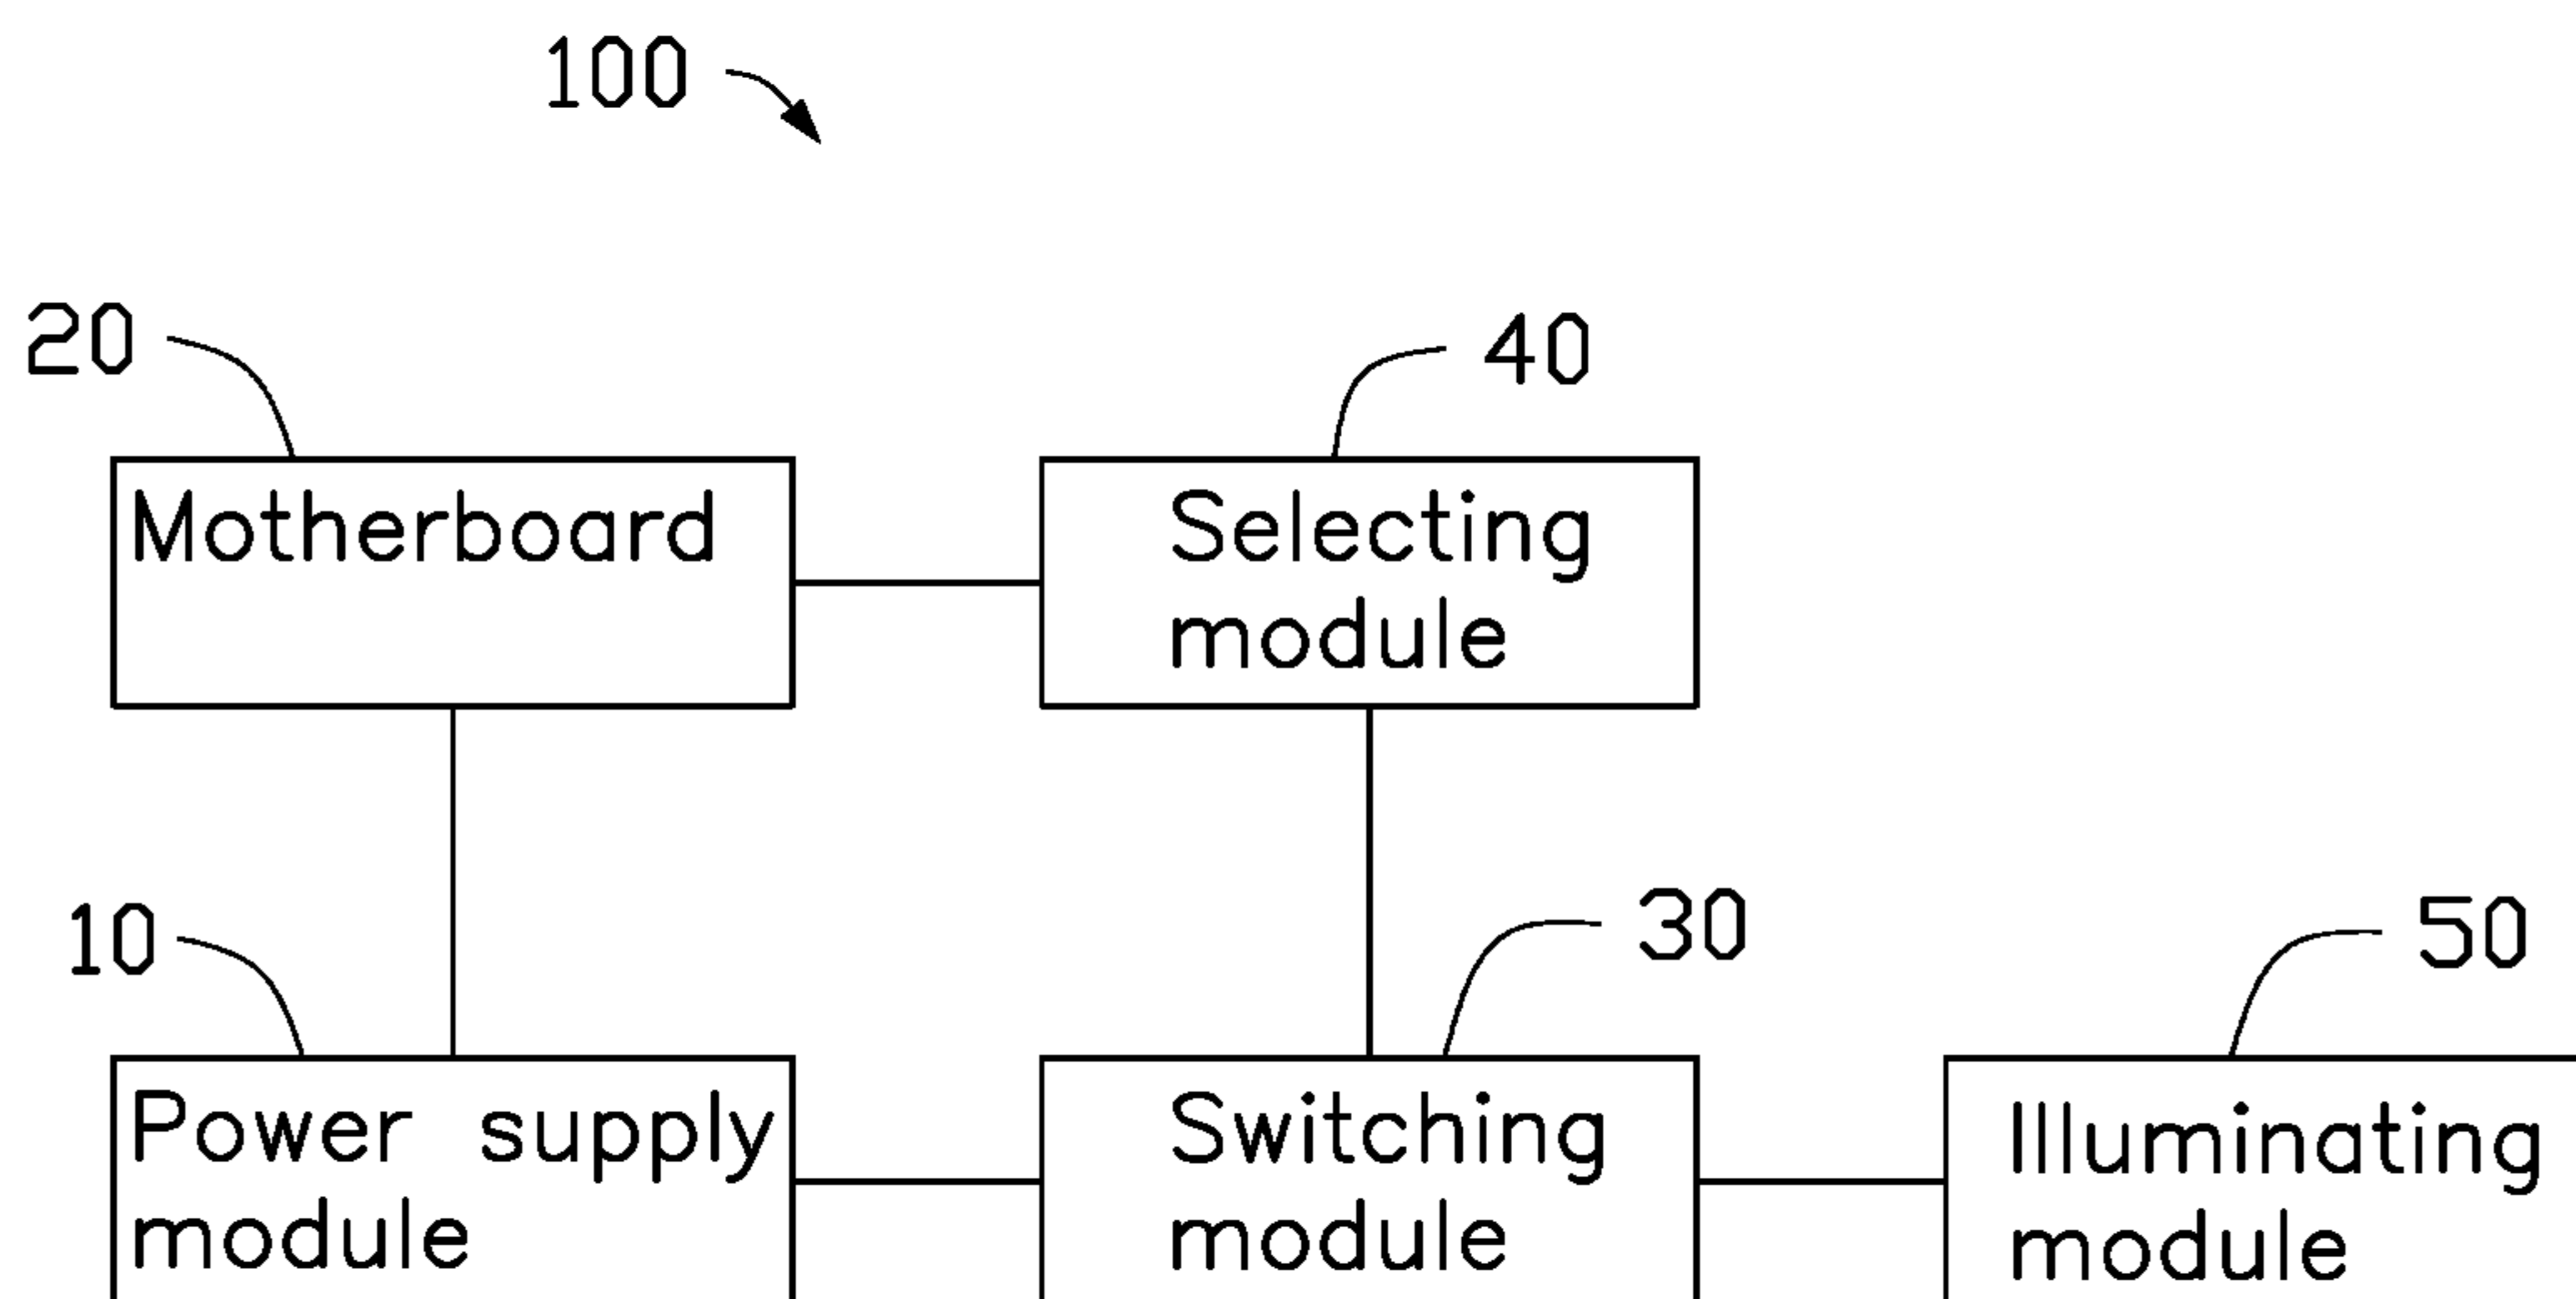 100
20
40
Motherboard
Selecting
module
10
30
50
Power supply
module
Switching
module
Illuminating
module